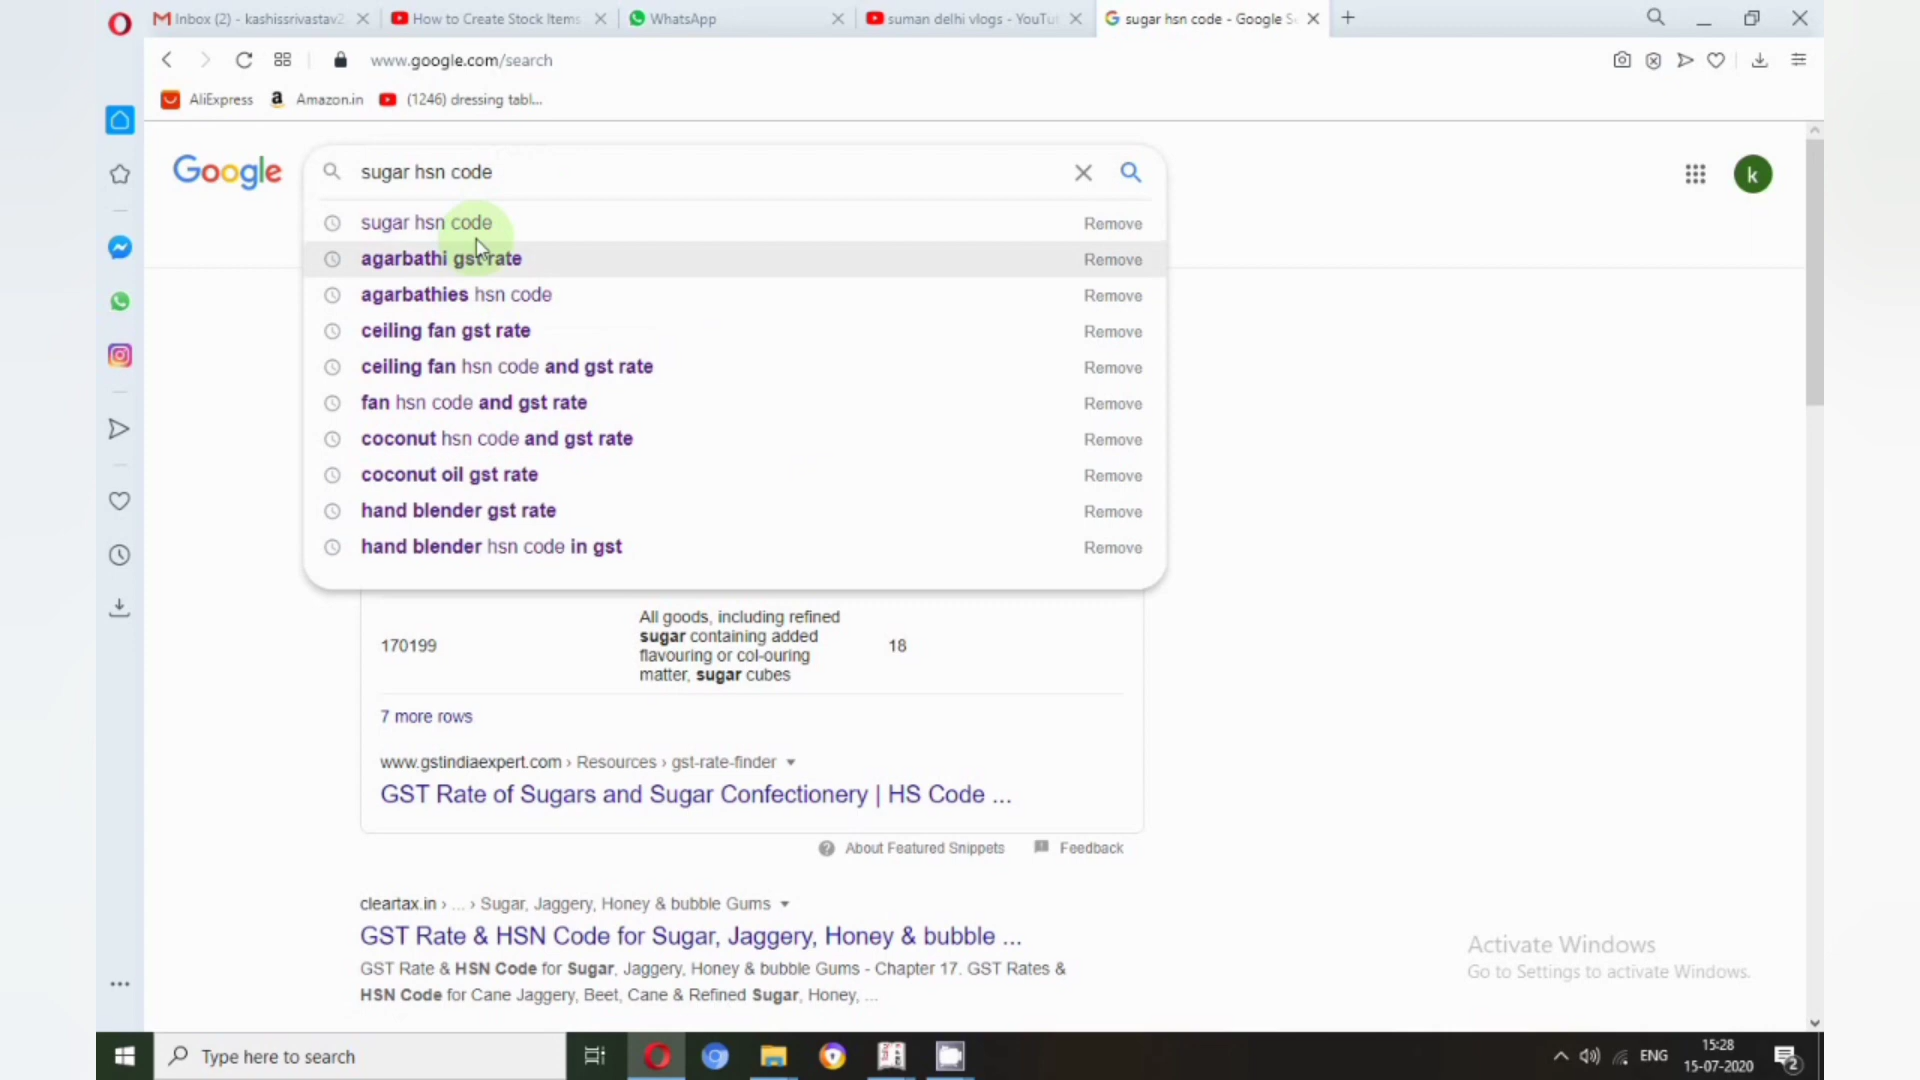 Inbox (2) - kashissrivastav2
How to Create Stock Items
WhatsApp
suman delhi vlogs - YouTu
sugar hsn code - Google S
www.google.com/search
AliExpress
a Amazon.in
(1246) dressing tabl...
Google
sugar hsn code
k
sugar hsn code Remove
agarbathi gst rate Remove
agarbathies hsn code Remove
ceiling fan gst rate Remove
ceiling fan hsn code and gst rate Remove
fan hsn code and gst rate Remove
coconut hsn code and gst rate Remove
coconut oil gst rate Remove
hand blender gst rate Remove
hand blender hsn code in gst Remove
All goods, including refined
sugar containing added
170199
flavouring or col-ouring
18
matter, sugar cubes
7 more rows
www.gstindiaexpert.com › Resources › gst-rate-finder
GST Rate of Sugars and Sugar Confectionery | HS Code ...
About Featured Snippets
Feedback
cleartax.in › ... › Sugar, Jaggery, Honey & bubble Gums
GST Rate & HSN Code for Sugar, Jaggery, Honey & bubble ...
GST Rate & HSN Code for Sugar, Jaggery, Honey & bubble Gums - Chapter 17. GST Rates &
HSN Code for Cane Jaggery, Beet, Cane & Refined Sugar, Honey, ...
Activate Windows
Go to Settings to activate Windows.
Type here to search
ENG
15:28
15-07-2020
2